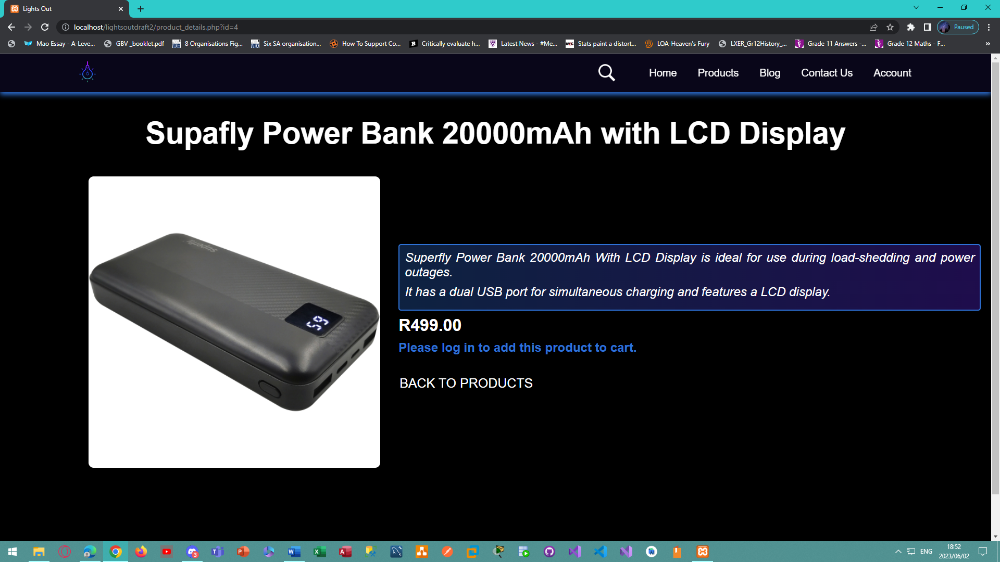 Lights Out
localhost/lightsoutdraft2/product_details.php?id=4
Paused
Mao Essay - A-Leve...
GBV _booklet.pdf
8 Organisations Fig...
Six SA organisation...
How To Support Co...
Critically evaluate h...
Latest News - #Me...
Stats paint a distort...
LOA-Heaven's Fury
LXER_Gr12History_...
Grade 11 Answers -...
Grade 12 Maths - F...
»
Home
Products
Blog
Contact Us
Account
Supafly Power Bank 20000mAh with LCD Display
superfly
95
Superfly Power Bank 20000mAh With LCD Display is ideal for use during load-shedding and power
outages.
It has a dual USB port for simultaneous charging and features a LCD display.
R499.00
Please log in to add this product to cart.
BACK TO PRODUCTS
3
ENG
18:52
2023/06/02